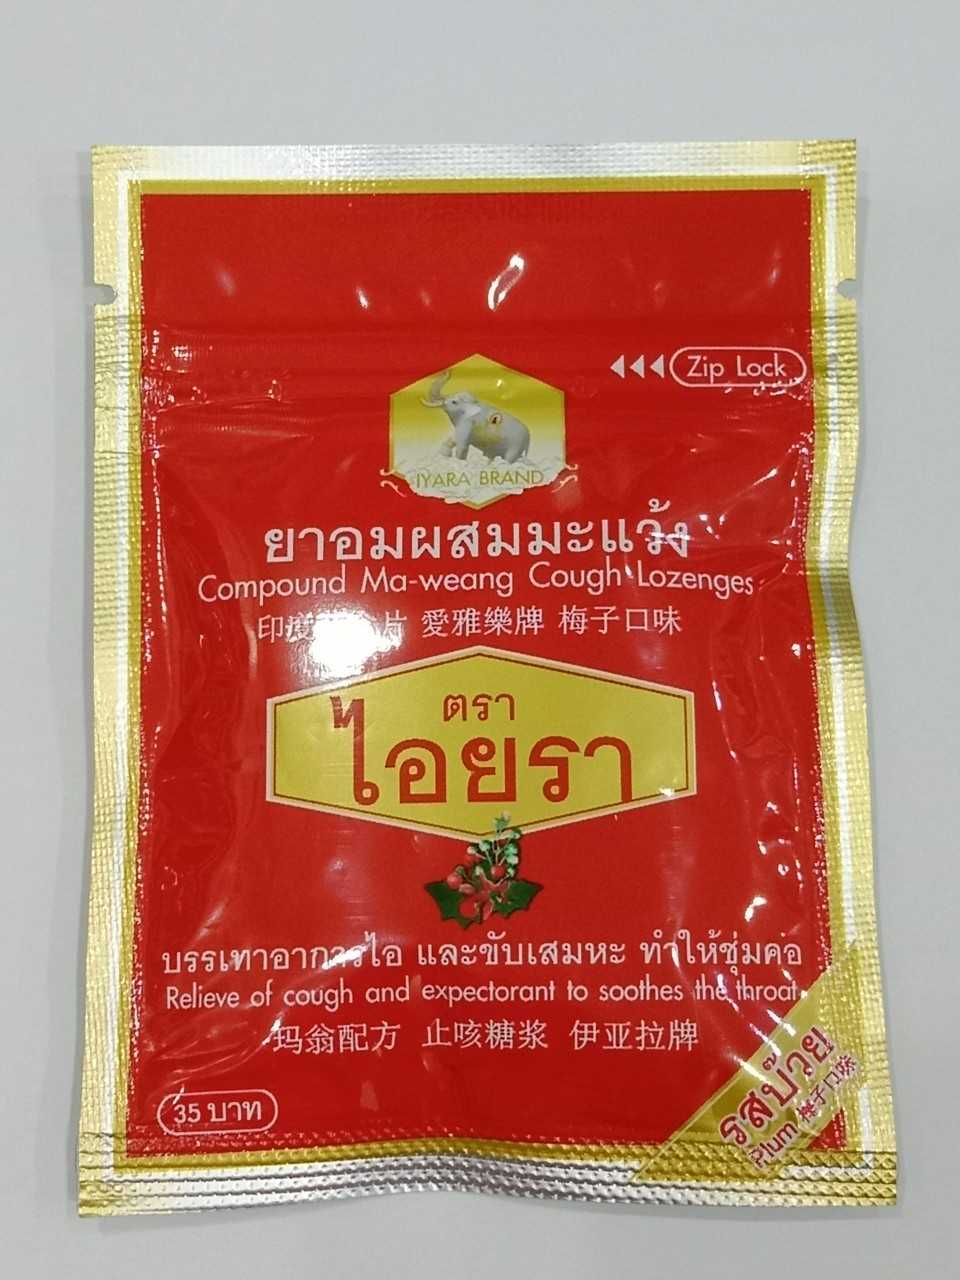 Zip Lock
IYARA BRAND
ยาอมผสมมะแว้ง
Compound Ma-weang Cough Lozenges
印度 片 愛雅樂牌 梅子口味
ตรา
ไอยรา
บรรเทาอาการไอ และขับเสมหะ ทำให้ชุ่มคอ
Relieve of cough and expectorant to soothes the throat
玛翁配方 止咳糖浆 伊亚拉牌
35 บาท
รสบ๊วย
Plum 梅子口味